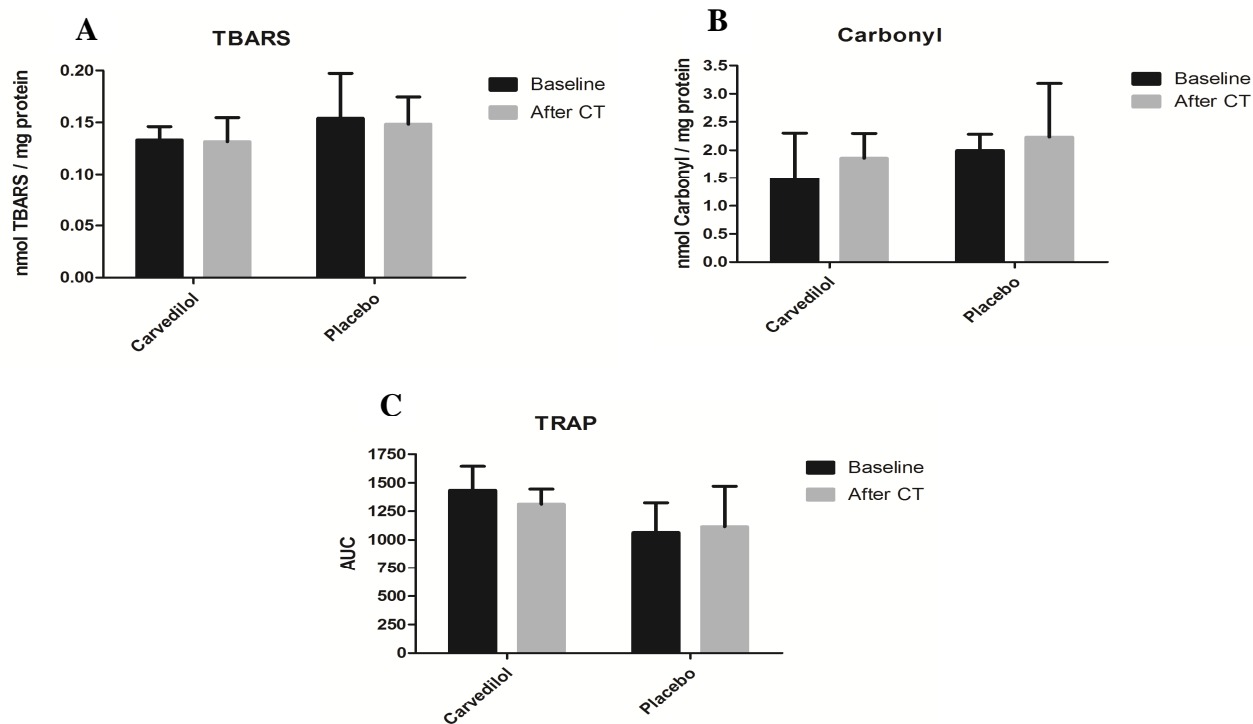 A
TBARS
nmol TBARS / mg protein
0.20
0.15
0.10
0.05
0.00
Carvedilol
Placebo
Baseline
After CT
B
Carbonyl
nmol Carbonyl / mg protein
3.5
3.0
2.5
2.0
1.5
1.0
0.5
0.0
Carvedilol
Placebo
Baseline
After CT
C
TRAP
AUC
1750
1500
1250
1000
750
500
250
0
Carvedilol
Placebo
Baseline
After CT